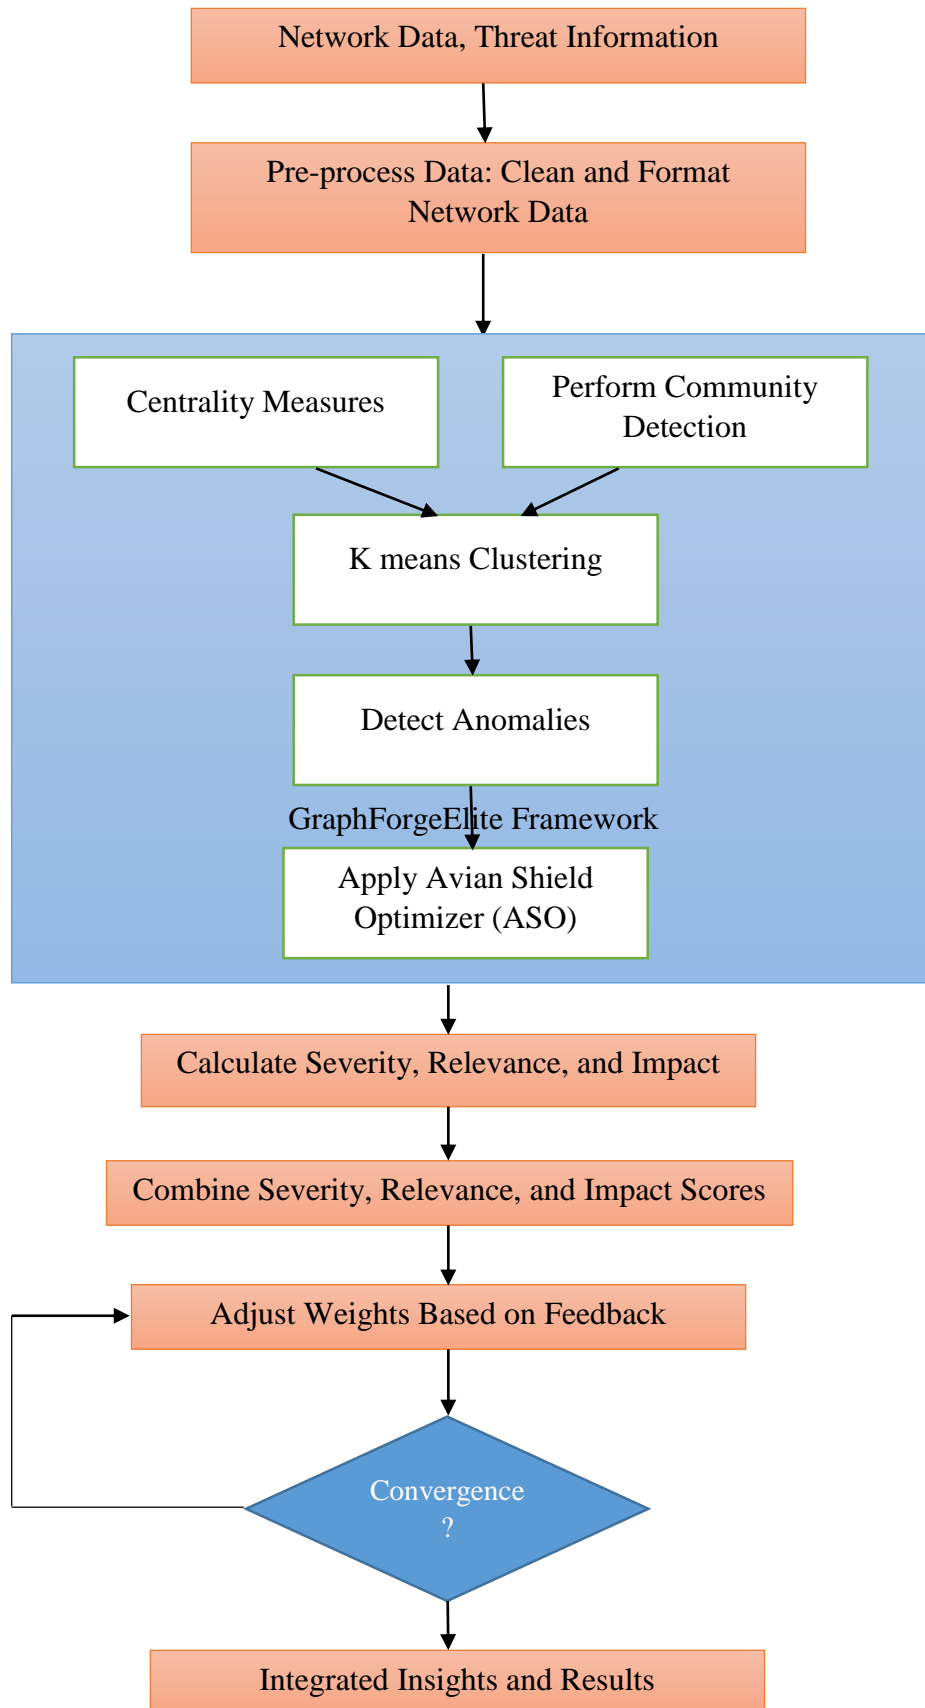 Network Data, Threat Information
Pre-process Data: Clean and Format
Network Data
Centrality Measures
Perform Community
Detection
K means Clustering
Detect Anomalies
GraphForgeElite Framework
Apply Avian Shield
Optimizer (ASO)
Calculate Severity, Relevance, and Impact
Combine Severity, Relevance, and Impact Scores
Adjust Weights Based on Feedback
Convergence
?
Integrated Insights and Results